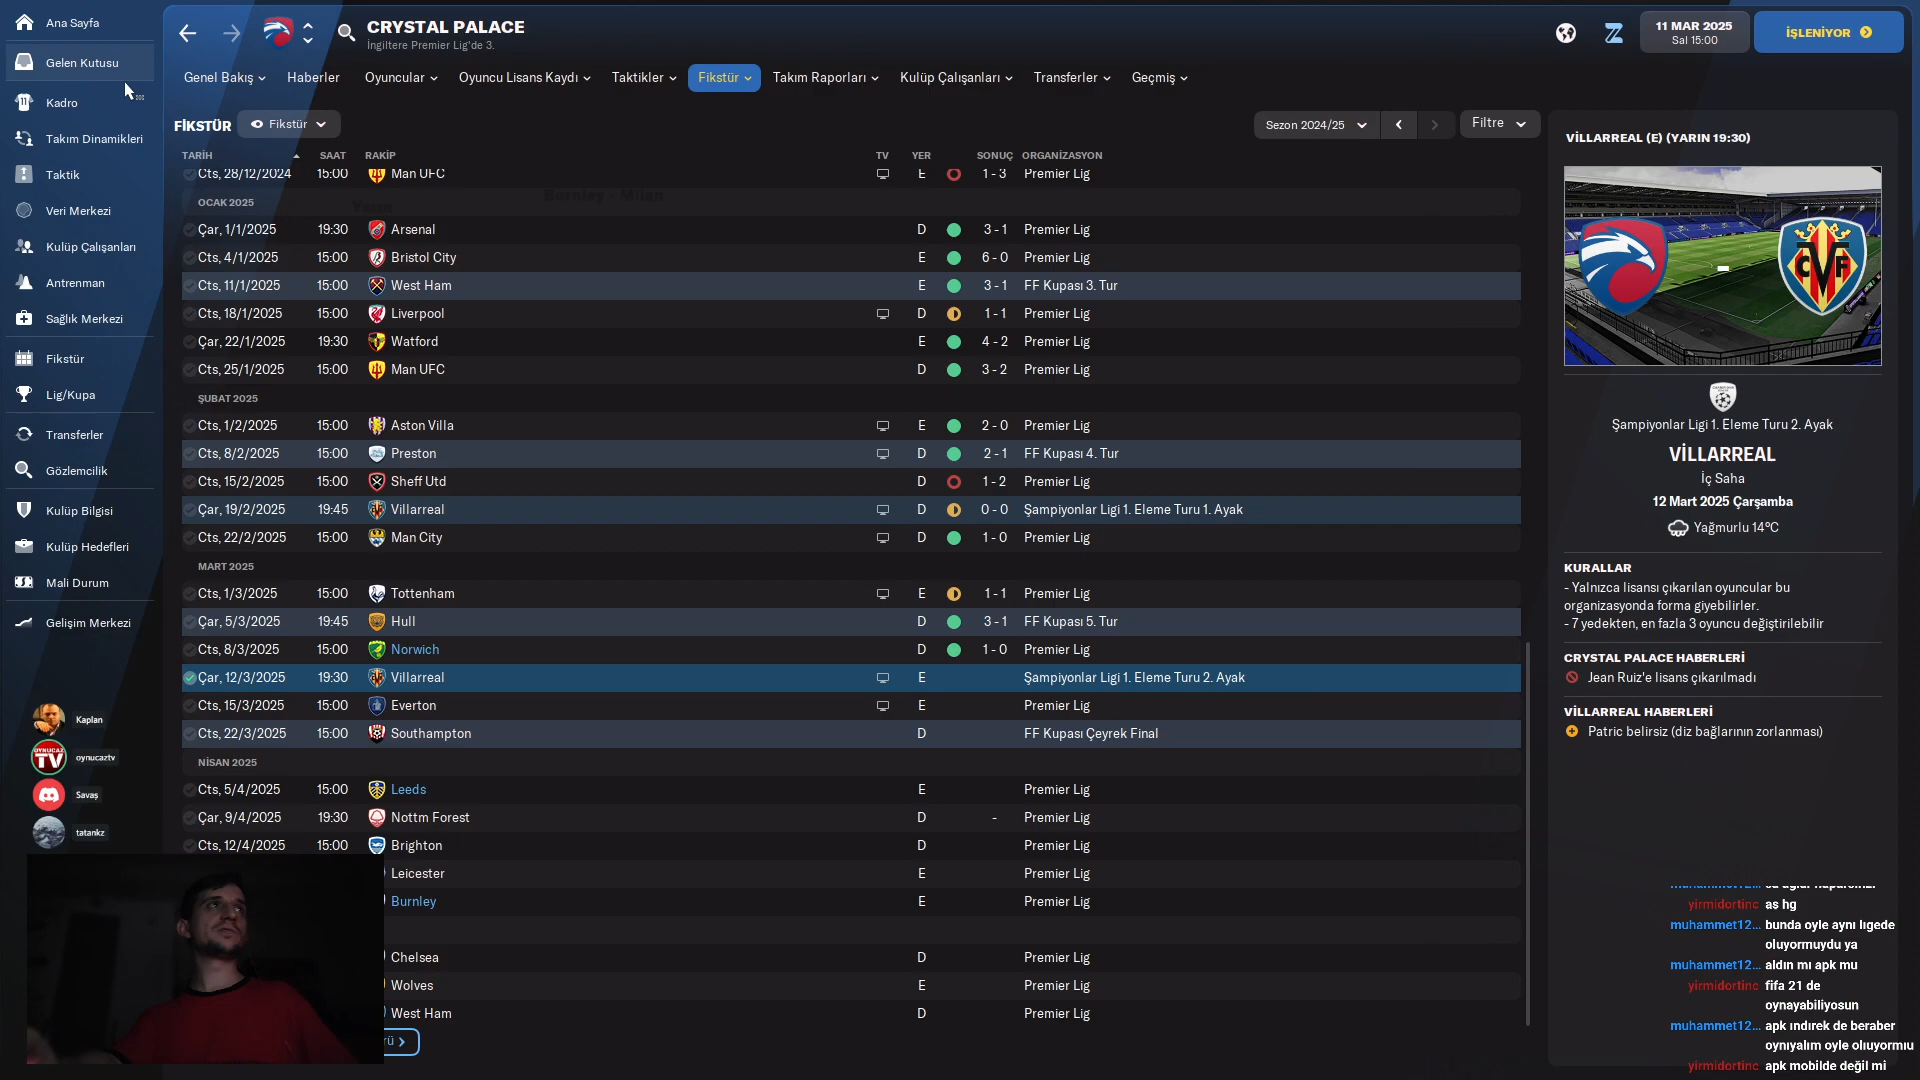 Ana Sayfa
Gelen Kutusu
Kadro
Takım Dinamikleri
Taktik
Veri Merkezi
Kulüp Çalışanları
Antrenman
Sağlık Merkezi
Fikstür
Lig/Kupa
Transferler
Gözlemcilik
Kulüp Bilgisi
Kulüp Hedefleri
Mali Durum
Gelişim Merkezi
Kaplan
OYNUCAZ TV oynucaztv
Savaş
tatankz
CRYSTAL PALACE
İngiltere Premier Lig'de 3.
11 MAR 2025
Sal 15:00
İŞLENİYOR
Genel Bakış Haberler Oyuncular Oyuncu Lisans Kaydı Taktikler Fikstür Takım Raporları Kulüp Çalışanları Transferler Geçmiş
FİKSTÜR Fikstür Sezon 2024/25 Filtre
TARİH SAAT RAKİP TV YER SONUÇ ORGANİZASYON
Cts, 28/12/2024 15:00 Man UFC E 1 - 3 Premier Lig
Burnley - Milan
OCAK 2025
Çar, 1/1/2025 19:30 Arsenal D 3 - 1 Premier Lig
Cts, 4/1/2025 15:00 Bristol City E 6 - 0 Premier Lig
Cts, 11/1/2025 15:00 West Ham E 3 - 1 FF Kupası 3. Tur
Cts, 18/1/2025 15:00 Liverpool D 1 - 1 Premier Lig
Çar, 22/1/2025 19:30 Watford E 4 - 2 Premier Lig
Cts, 25/1/2025 15:00 Man UFC D 3 - 2 Premier Lig
ŞUBAT 2025
Cts, 1/2/2025 15:00 Aston Villa E 2 - 0 Premier Lig
Cts, 8/2/2025 15:00 Preston D 2 - 1 FF Kupası 4. Tur
Cts, 15/2/2025 15:00 Sheff Utd D 1 - 2 Premier Lig
Çar, 19/2/2025 19:45 Villarreal D 0 - 0 Şampiyonlar Ligi 1. Eleme Turu 1. Ayak
Cts, 22/2/2025 15:00 Man City D 1 - 0 Premier Lig
MART 2025
Cts, 1/3/2025 15:00 Tottenham E 1 - 1 Premier Lig
Çar, 5/3/2025 19:45 Hull D 3 - 1 FF Kupası 5. Tur
Cts, 8/3/2025 15:00 Norwich D 1 - 0 Premier Lig
Çar, 12/3/2025 19:30 Villarreal E Şampiyonlar Ligi 1. Eleme Turu 2. Ayak
Cts, 15/3/2025 15:00 Everton E Premier Lig
Cts, 22/3/2025 15:00 Southampton D FF Kupası Çeyrek Final
NİSAN 2025
Cts, 5/4/2025 15:00 Leeds E Premier Lig
Çar, 9/4/2025 19:30 Nottm Forest D - Premier Lig
Cts, 12/4/2025 15:00 Brighton D Premier Lig
Leicester E Premier Lig
Burnley E Premier Lig
Chelsea D Premier Lig
Wolves E Premier Lig
West Ham D Premier Lig
VİLLARREAL (E) (YARIN 19:30)
Şampiyonlar Ligi 1. Eleme Turu 2. Ayak
VİLLARREAL
İç Saha
12 Mart 2025 Çarşamba
Yağmurlu 14°C
KURALLAR
- Yalnızca lisansı çıkarılan oyuncular bu
organizasyonda forma giyebilirler.
- 7 yedekten, en fazla 3 oyuncu değiştirilebilir
CRYSTAL PALACE HABERLERİ
Jean Ruiz'e lisans çıkarılmadı
VİLLARREAL HABERLERİ
Patric belirsiz (diz bağlarının zorlanması)
yirmidortinc as hg
muhammet12... bunda oyle aynı lıgede
oluyormuydu ya
muhammet12... aldın mı apk mu
yirmidortinc fifa 21 de
oynayabiliyosun
muhammet12... apk ındırek de beraber
oynıyalım oyle olıuyormıu
yirmidortinc apk mobilde değil mi